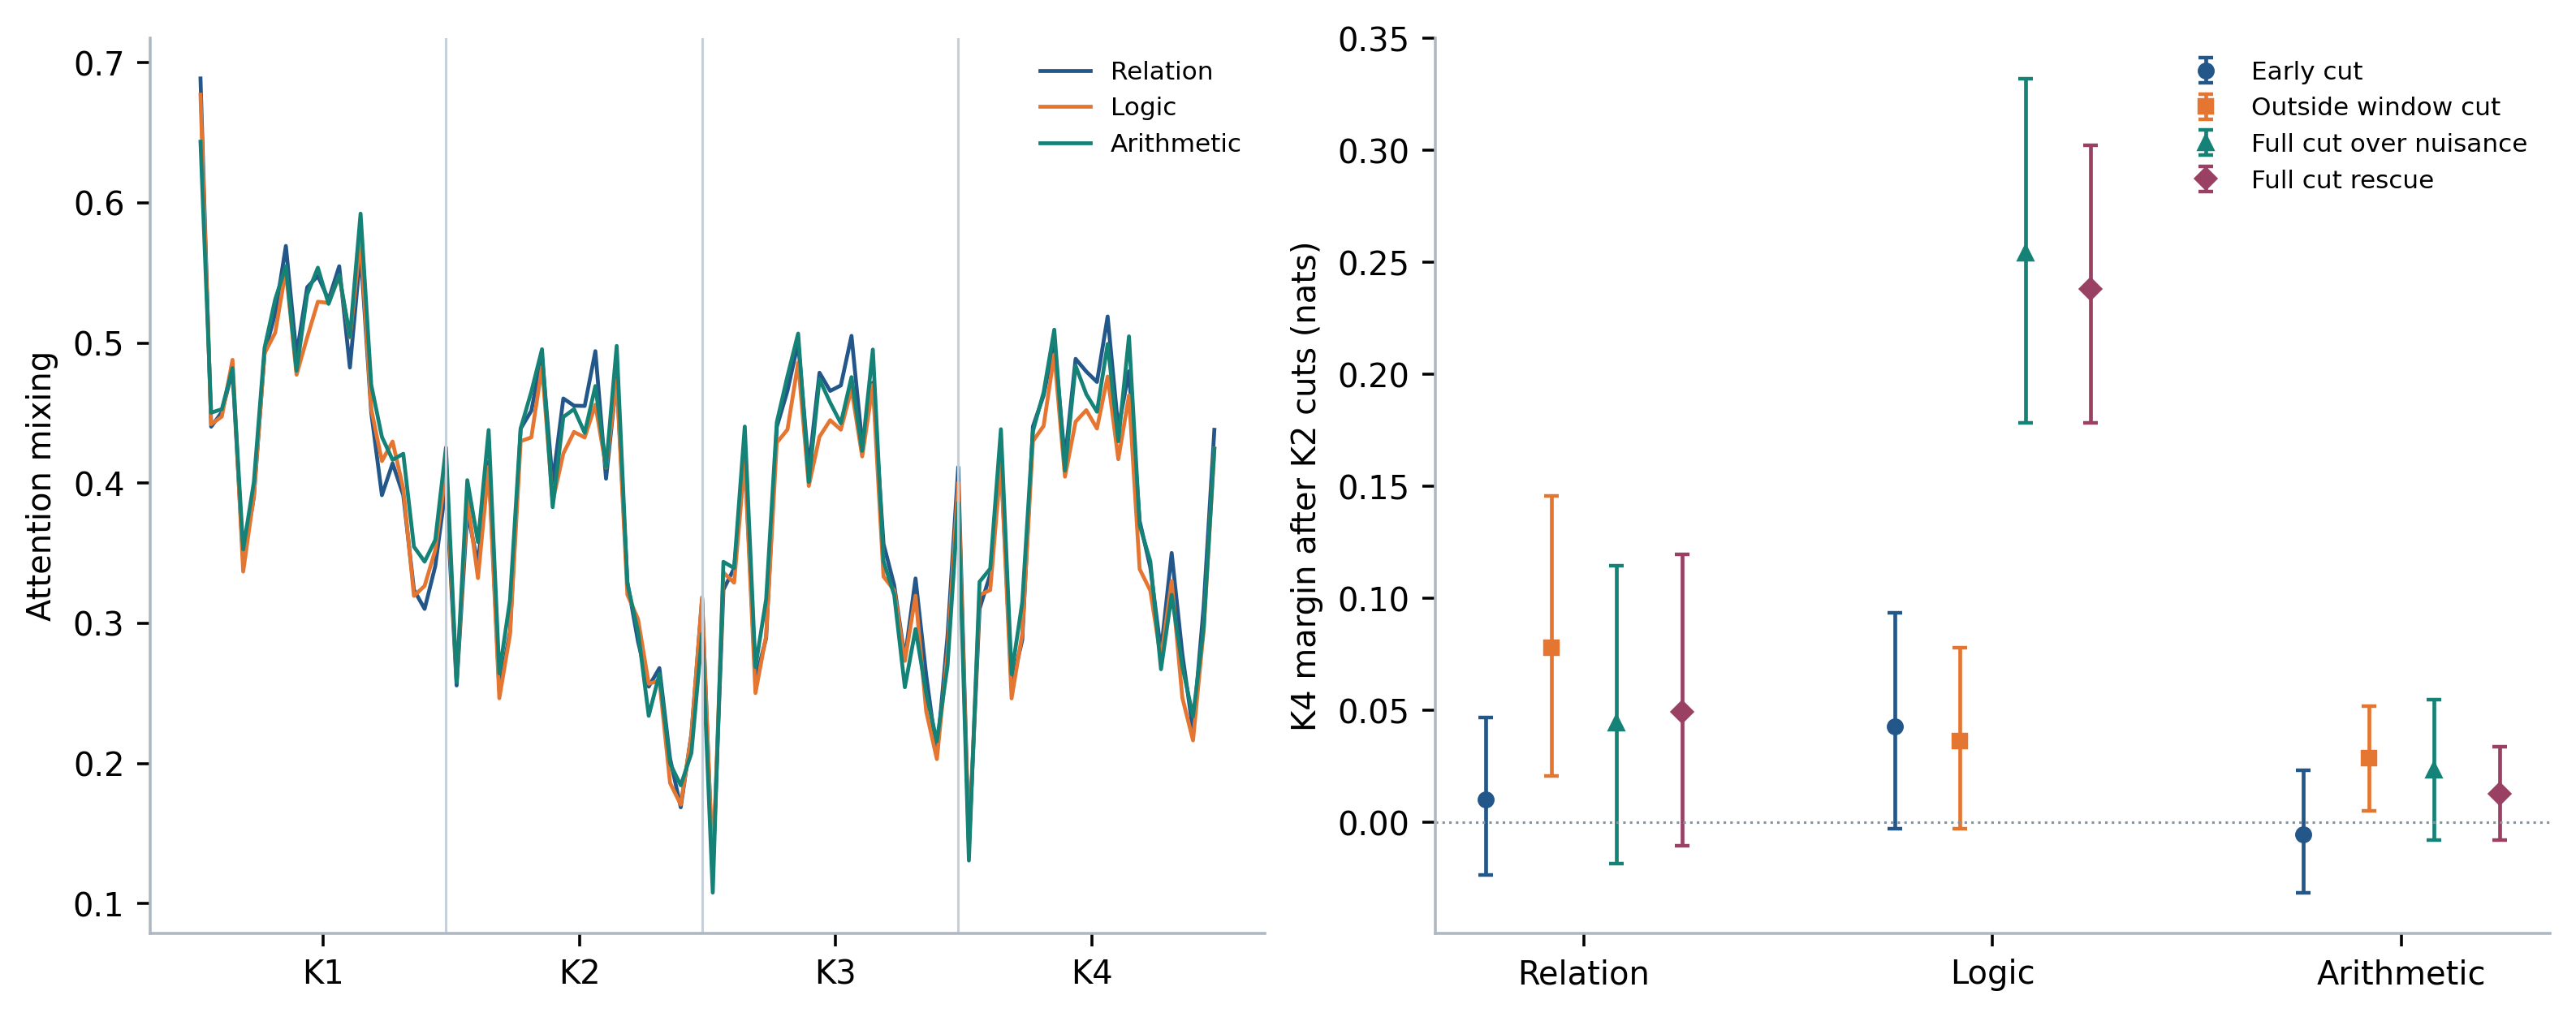 Attention mixing
0.7
0.6
0.5
0.4
0.3
0.2
0.1
K1
K2
K3
K4
Relation
Logic
Arithmetic
K4 margin after K2 cuts (nats)
0.35
0.30
0.25
0.20
0.15
0.10
0.05
0.00
Relation
Logic
Arithmetic
Early cut
Outside window cut
Full cut over nuisance
Full cut rescue